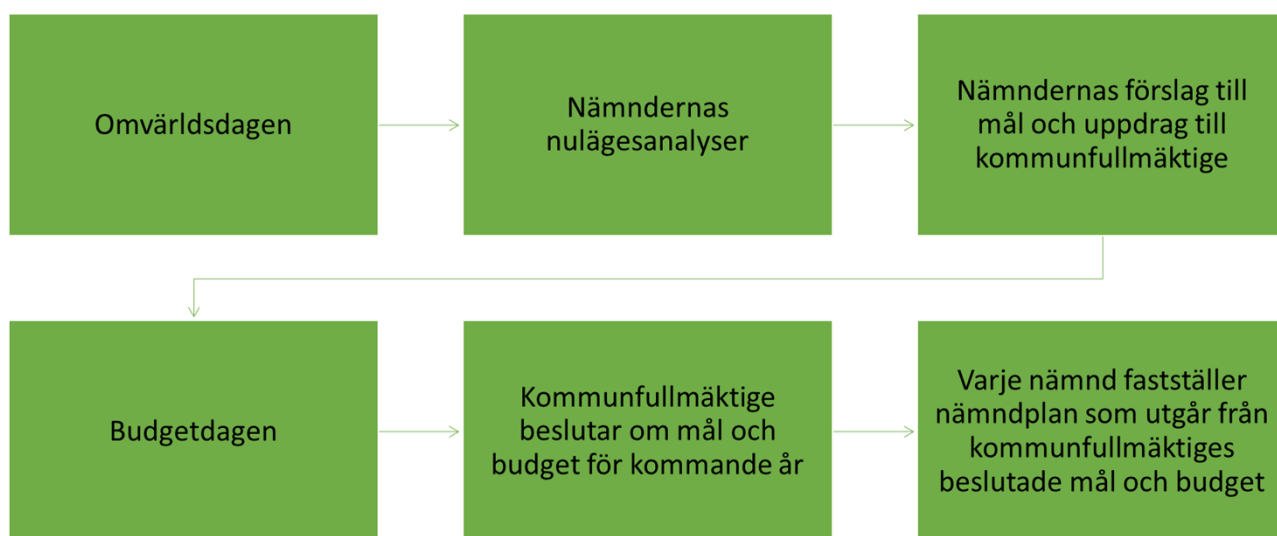 Omvärldsdagen
Nämndernas
nulägesanalyser
Nämndernas förslag till
mål och uppdrag till
kommunfullmäktige
Budgetdagen
Kommunfullmäktige
beslutar om mål och
budget för kommande år
Varje nämnd fastställer
nämndplan som utgår från
kommunfullmäktiges
beslutade mål och budget